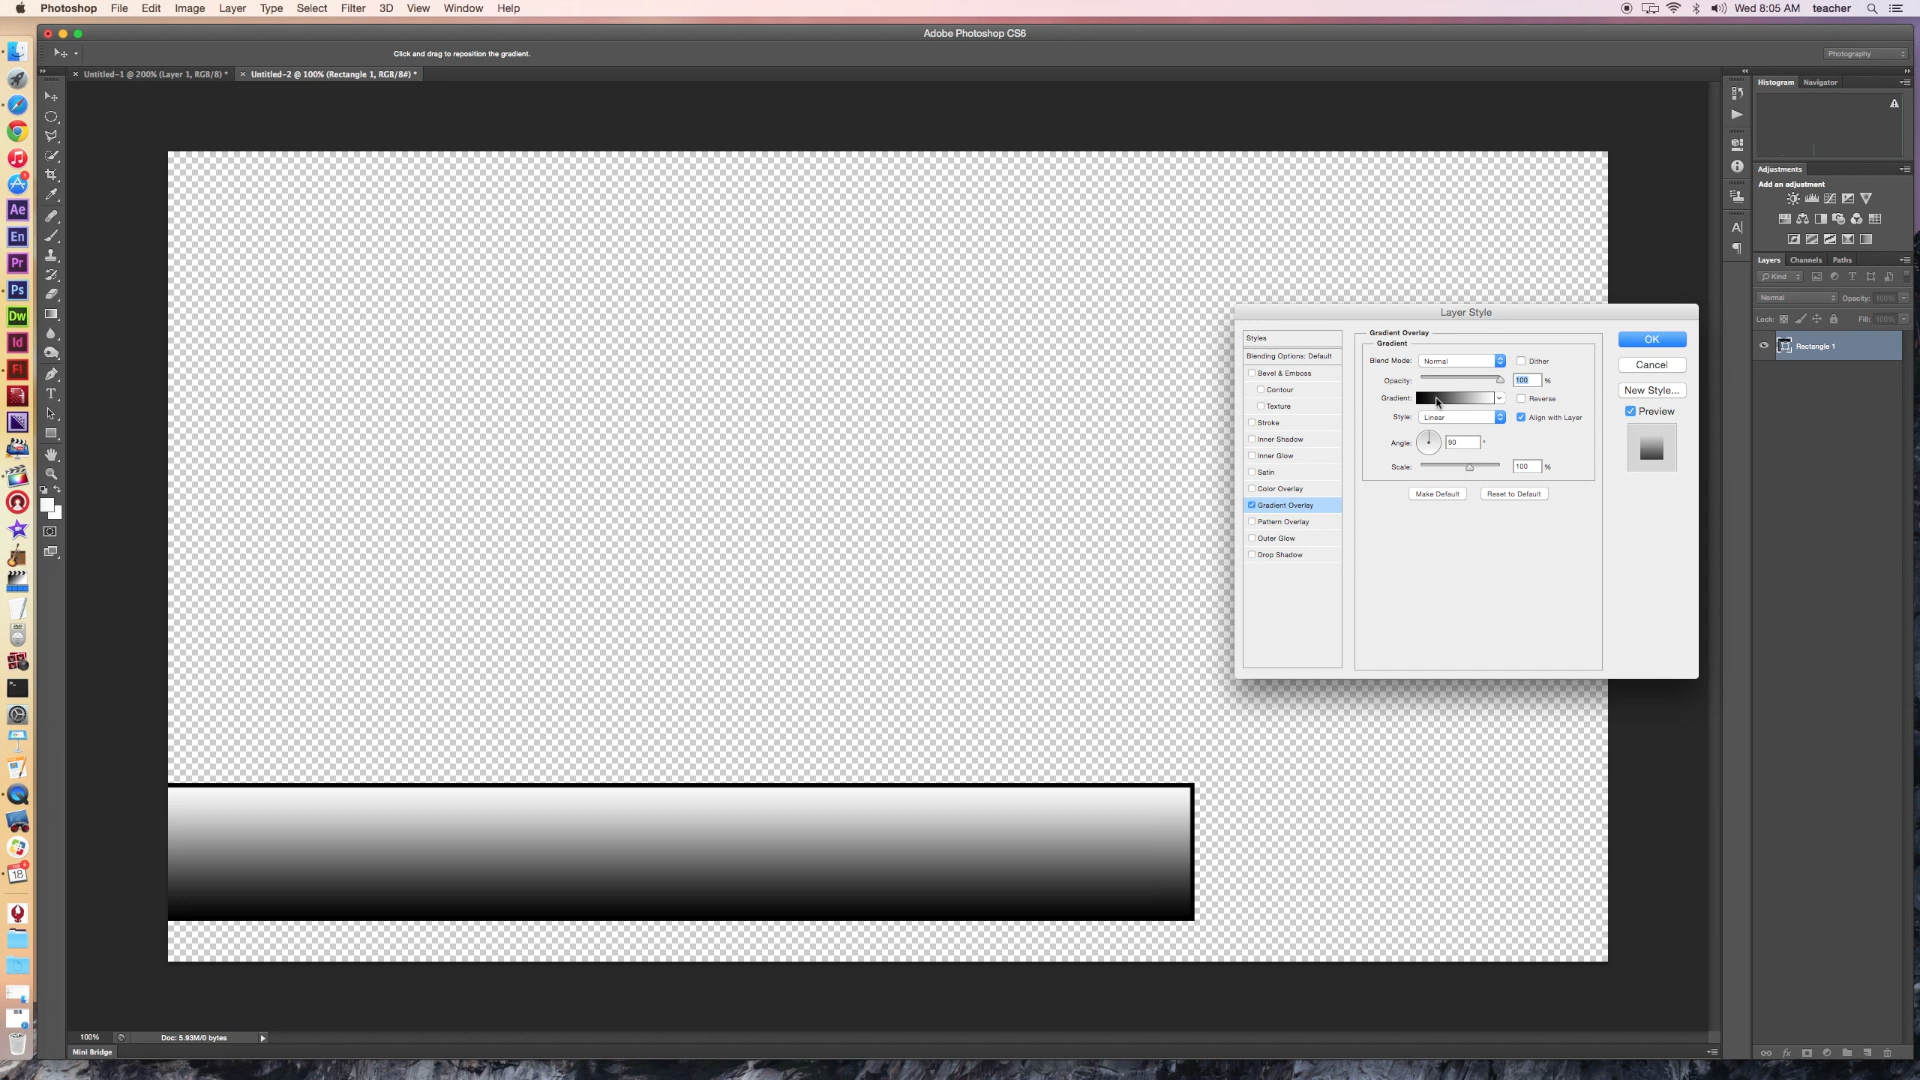 Photoshop File Edit Image Layer Type Select Filter 3D View Window Help
Wed 8:05 AM teacher
Adobe Photoshop CS6
Click and drag to reposition the gradient.
Photography
Untitled-1 @ 200% (Layer 1, RGB/8) *
Untitled-2 @ 100% (Rectangle 1, RGB/8#) *
Histogram Navigator
Adjustments
Add an adjustment
Layers Channels Paths
Kind
Normal Opacity: 100%
Lock: Fill: 100%
Rectangle 1
Ae
En
Pr
Ps
Dw
Id
Fl
T
A
18
Layer Style
Styles
Blending Options: Default
Bevel & Emboss
Contour
Texture
Stroke
Inner Shadow
Inner Glow
Satin
Color Overlay
Gradient Overlay
Pattern Overlay
Outer Glow
Drop Shadow
Gradient Overlay
Gradient
Blend Mode: Normal Dither
Opacity: 100 %
Gradient: Reverse
Style: Linear Align with Layer
Angle: 90 °
Scale: 100 %
Make Default Reset to Default
OK
Cancel
New Style...
Preview
100% Doc: 5.93M/0 bytes
Mini Bridge
fx